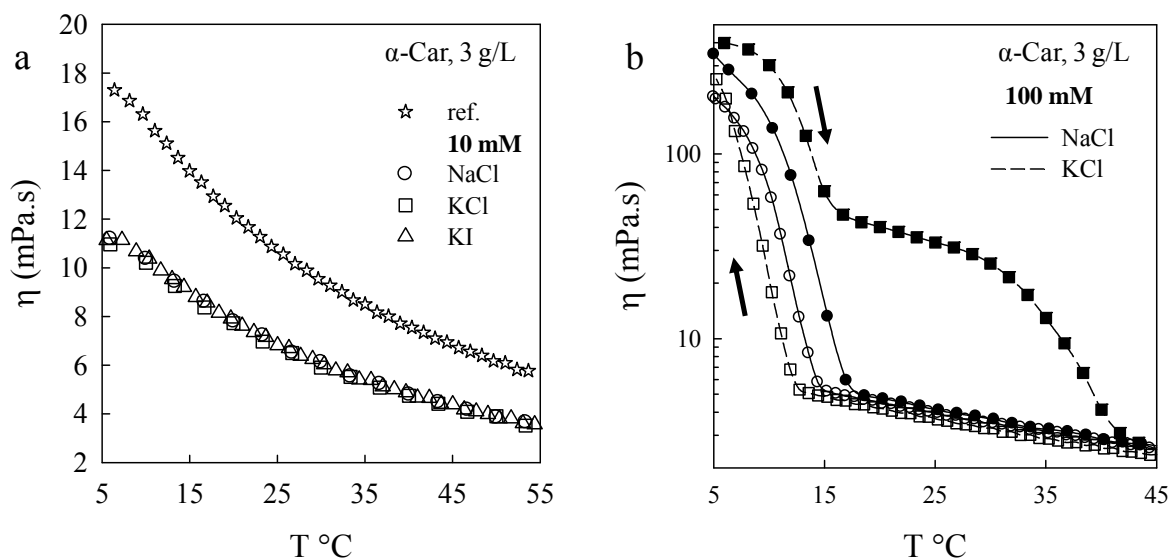 a
α-Car, 3 g/L
ref.
10 mM
NaCl
KCl
KI
η (mPa.s)
20
18
16
14
12
10
8
6
4
2
5
15
25
35
45
55
T °C
b
α-Car, 3 g/L
100 mM
NaCl
KCl
η (mPa.s)
100
10
5
15
25
35
45
T °C